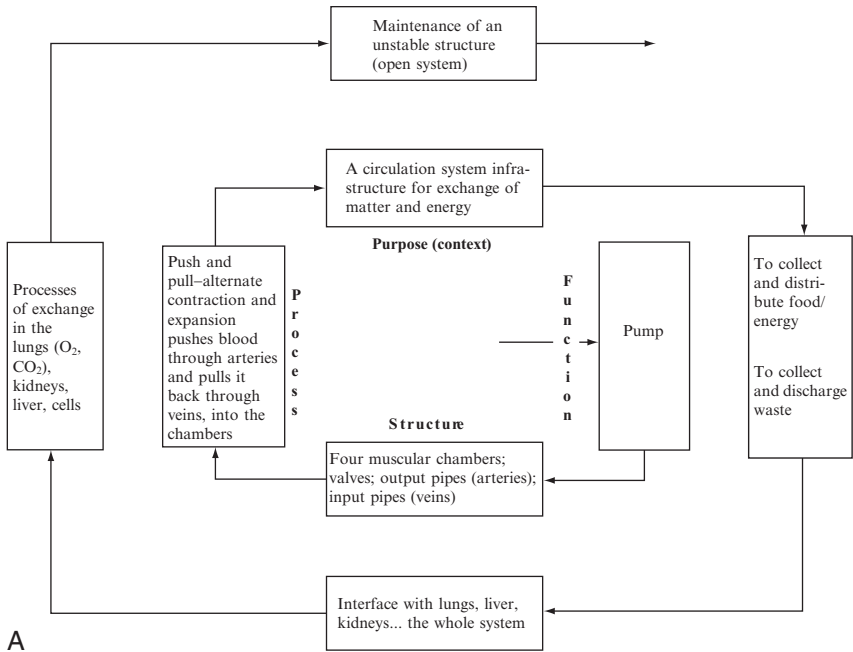 Maintenance of an
unstable structure
(open system)
A circulation system infra-
structure for exchange of
matter and energy
Purpose (context)
Processes
of exchange
in the
lungs (O₂,
CO₂),
kidneys,
liver, cells
Push and
pull–alternate
contraction and
expansion
pushes blood
through arteries
and pulls it
back through
veins, into the
chambers
Process
Function
Pump
To collect
and distri-
bute food/
energy
To collect
and discharge
waste
Structure
Four muscular chambers;
valves; output pipes (arteries);
input pipes (veins)
Interface with lungs, liver,
kidneys... the whole system
A